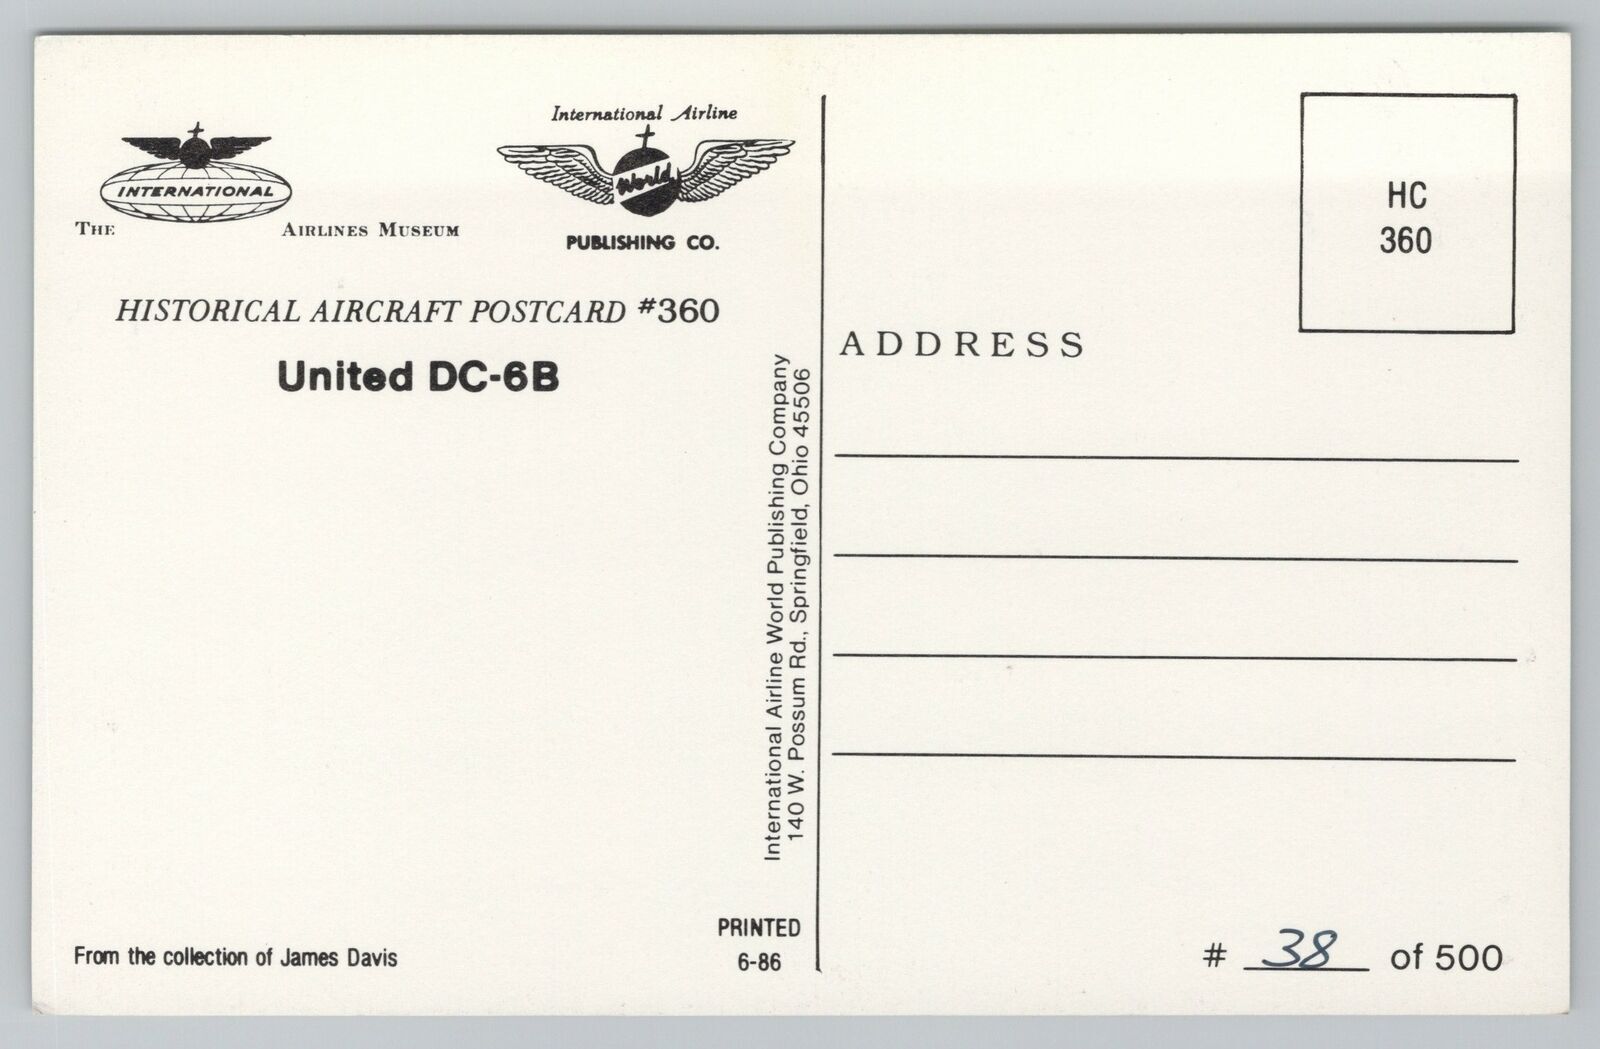 INTERNATIONAL
THE AIRLINES MUSEUM
International Airline
World
PUBLISHING CO.
HISTORICAL AIRCRAFT POSTCARD #360
United DC-6B
From the collection of James Davis
PRINTED
6-86
International Airline World Publishing Company
140 W. Possum Rd., Springfield, Ohio 45506
HC
360
ADDRESS
# 38 of 500